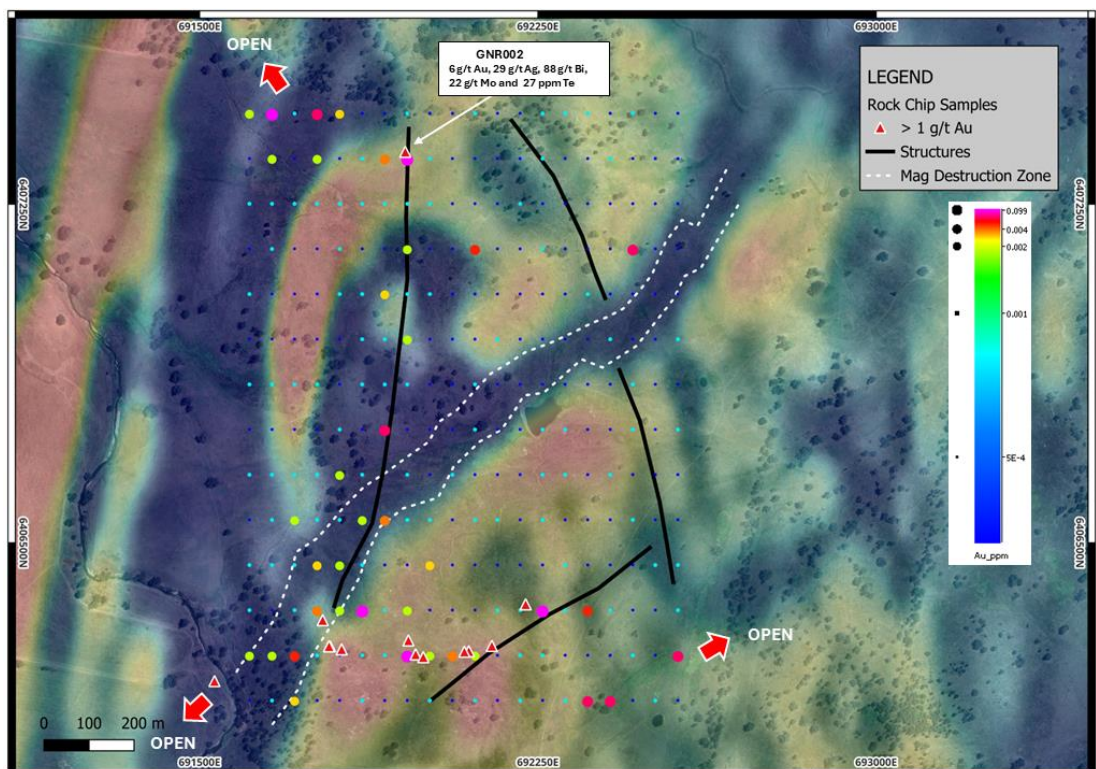 691500E
692250E
693000E
OPEN
GNR002
6 g/t Au, 29 g/t Ag, 88 g/t Bi,
22 g/t Mo and 27 ppm Te
LEGEND
Rock Chip Samples
> 1 g/t Au
Structures
Mag Destruction Zone
6407250N
6407250N
0.099
0.004
0.002
0.001
5E-4
Au_ppm
6406500N
6406500N
OPEN
0 100 200 m
OPEN
691500E
692250E
693000E